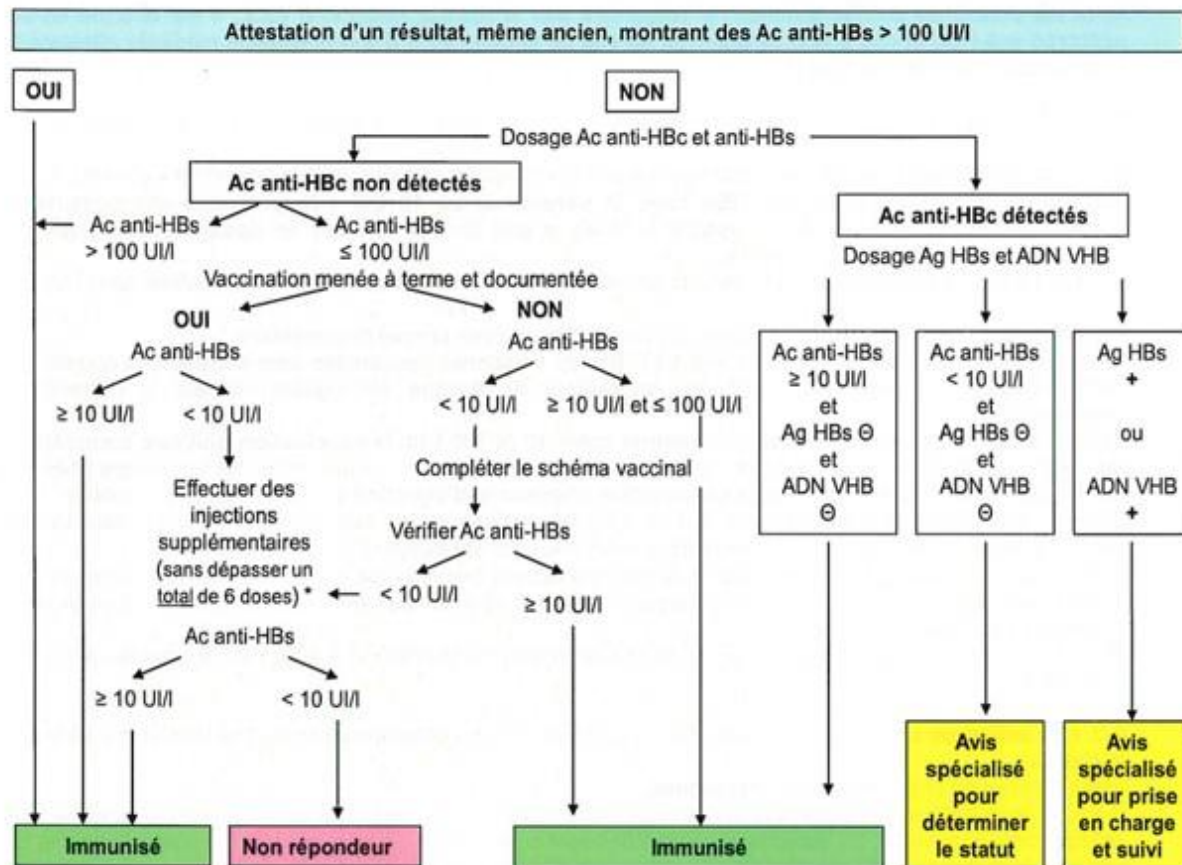 Attestation d'un résultat, même ancien, montrant des Ac anti-HBs > 100 UI/l
OUI
NON
Dosage Ac anti-HBc et anti-HBs
Ac anti-HBc non détectés
Ac anti-HBs
> 100 UI/l
Ac anti-HBs
≤ 100 UI/l
Vaccination menée à terme et documentée
OUI
Ac anti-HBs
≥ 10 UI/l
< 10 UI/l
Effectuer des
injections
supplémentaires
(sans dépasser un
total de 6 doses) *
Ac anti-HBs
≥ 10 UI/l
< 10 UI/l
NON
Ac anti-HBs
< 10 UI/l
≥ 10 UI/l et ≤ 100 UI/l
Compléter le schéma vaccinal
Vérifier Ac anti-HBs
< 10 UI/l
≥ 10 UI/l
Ac anti-HBc détectés
Dosage Ag HBs et ADN VHB
Ac anti-HBs
≥ 10 UI/l
et
Ag HBs Θ
et
ADN VHB
Θ
Ac anti-HBs
< 10 UI/l
et
Ag HBs Θ
et
ADN VHB
Θ
Ag HBs
+
ou
ADN VHB
+
Immunisé
Non répondeur
Immunisé
Avis
spécialisé
pour
déterminer
le statut
Avis
spécialisé
pour prise
en charge
et suivi